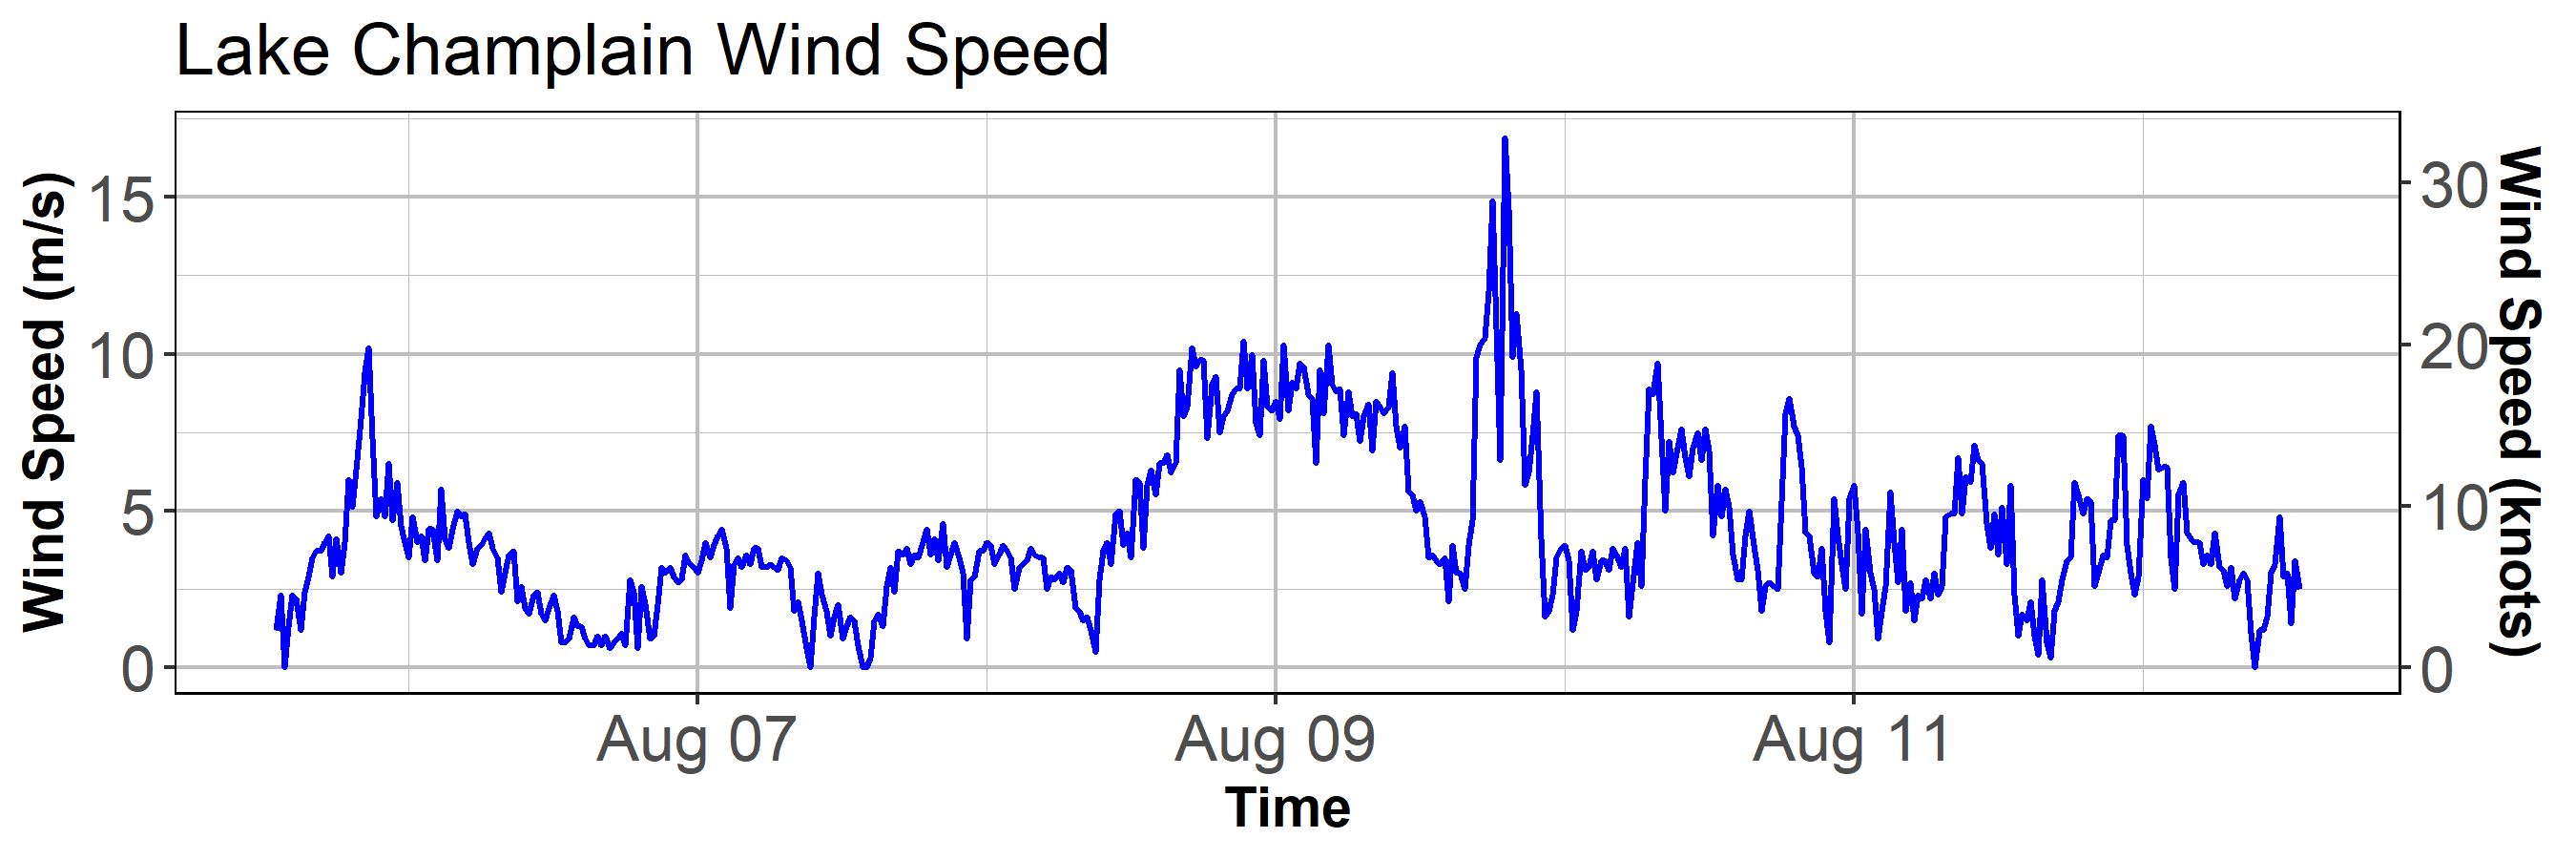 Lake Champlain Wind Speed
Wind Speed (m/s)
15
10
5
0
30
20
10
0
Wind Speed (knots)
Aug 07
Aug 09
Aug 11
Time